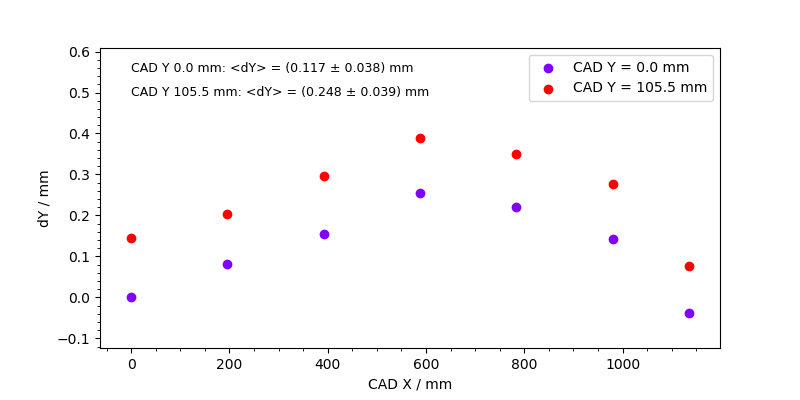 CAD Y 0.0 mm: <dY> = (0.117 ± 0.038) mm
CAD Y 105.5 mm: <dY> = (0.248 ± 0.039) mm
CAD Y = 0.0 mm
CAD Y = 105.5 mm
0.6
0.5
0.4
0.3
0.2
0.1
0.0
−0.1
dY / mm
0 200 400 600 800 1000
CAD X / mm